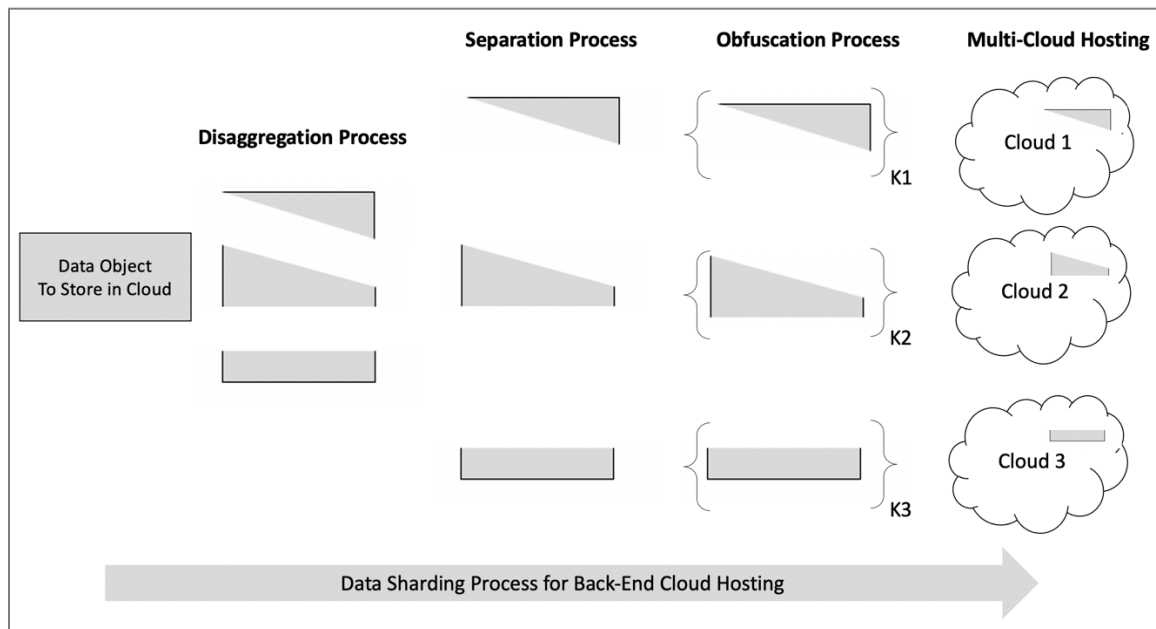 Separation Process
Obfuscation Process
Multi-Cloud Hosting
Disaggregation Process
Data Object
To Store in Cloud
K1
Cloud 1
K2
Cloud 2
K3
Cloud 3
Data Sharding Process for Back-End Cloud Hosting